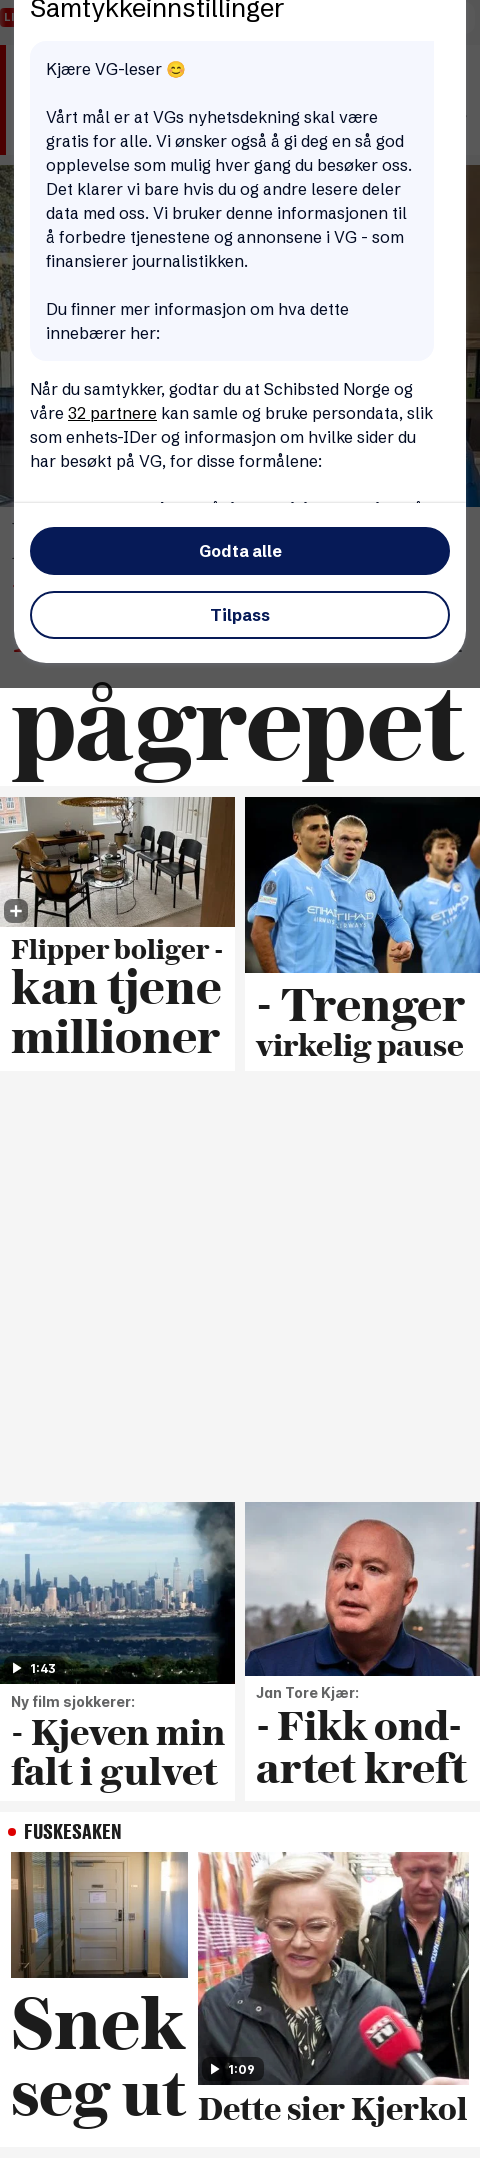 Samtykkeinnstillinger
Kjære VG-leser 😊
Vårt mål er at VGs nyhetsdekning skal være
gratis for alle. Vi ønsker også å gi deg en så god
opplevelse som mulig hver gang du besøker oss.
Det klarer vi bare hvis du og andre lesere deler
data med oss. Vi bruker denne informasjonen til
å forbedre tjenestene og annonsene i VG - som
finansierer journalistikken.
Du finner mer informasjon om hva dette
innebærer her:
Når du samtykker, godtar du at Schibsted Norge og
våre 32 partnere kan samle og bruke persondata, slik
som enhets-IDer og informasjon om hvilke sider du
har besøkt på VG, for disse formålene:
Godta alle
Tilpass
pågrepet
Flipper boliger -
kan tjene
millioner
- Trenger
virkelig pause
1:43
Ny film sjokkerer:
- Kjeven min
falt i gulvet
Jan Tore Kjær:
- Fikk ond-
artet kreft
FUSKESAKEN
Snek
seg ut
1:09
Dette sier Kjerkol